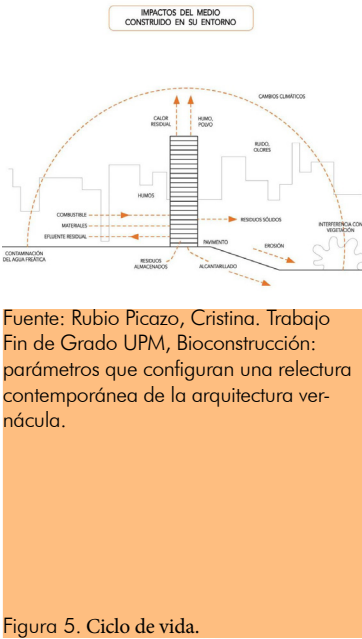 IMPACTOS DEL MEDIO
CONSTRUIDO EN SU ENTORNO
CAMBIOS CLIMÁTICOS
CALOR
RESIDUAL
HUMO,
POLVO
RUIDO,
OLORES
HUMOS
COMBUSTIBLE
MATERIALES
EFLUENTE RESIDUAL
RESIDUOS SÓLIDOS
INTERFERENCIA CON
VEGETACIÓN
CONTAMINACIÓN
DEL AGUA FREÁTICA
RESIDUOS
ALMACENADOS
PAVIMENTO
EROSIÓN
ALCANTARILLADO
Fuente: Rubio Picazo, Cristina. Trabajo
Fin de Grado UPM, Bioconstrucción:
parámetros que configuran una relectura
contemporánea de la arquitectura ver-
nácula.
Figura 5. Ciclo de vida.